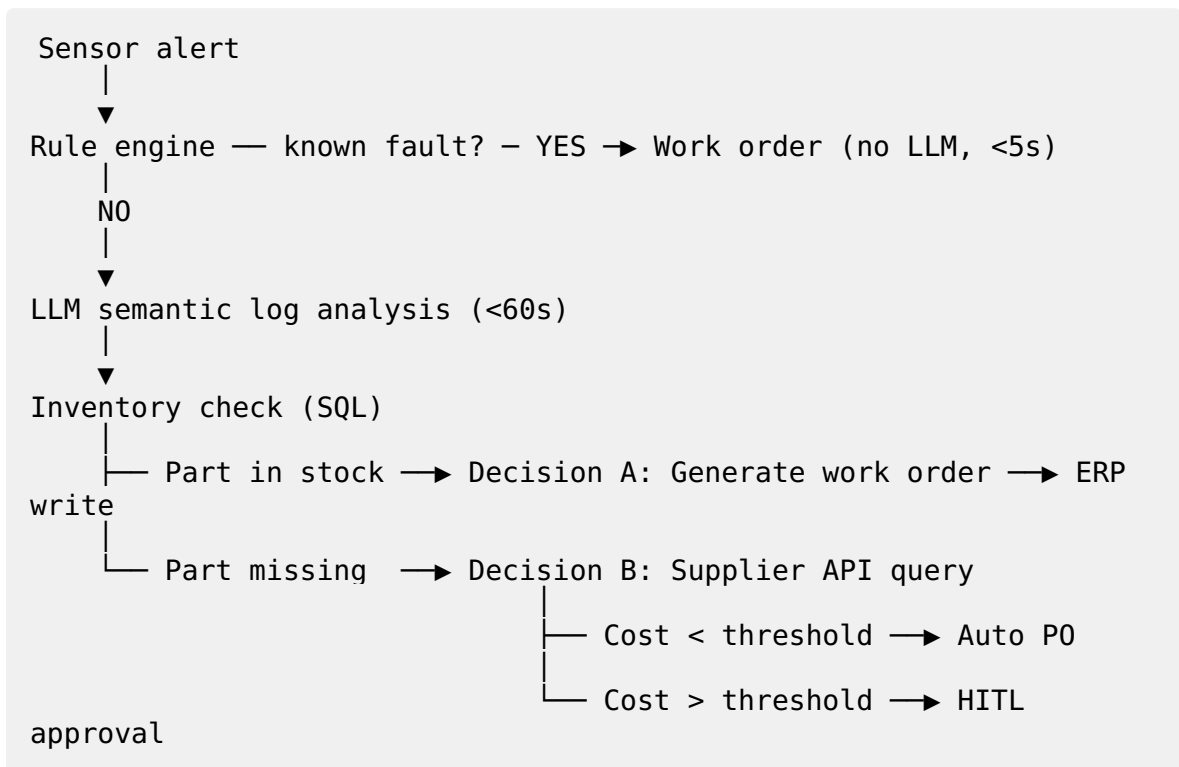 Sensor alert
│
▼
Rule engine ── known fault? ─ YES ─▶ Work order (no LLM, <5s)
│
NO
│
▼
LLM semantic log analysis (<60s)
│
▼
Inventory check (SQL)
│
├── Part in stock ──▶ Decision A: Generate work order ──▶ ERP
write
│
└── Part missing ──▶ Decision B: Supplier API query
│
├── Cost < threshold ──▶ Auto PO
│
└── Cost > threshold ──▶ HITL
approval